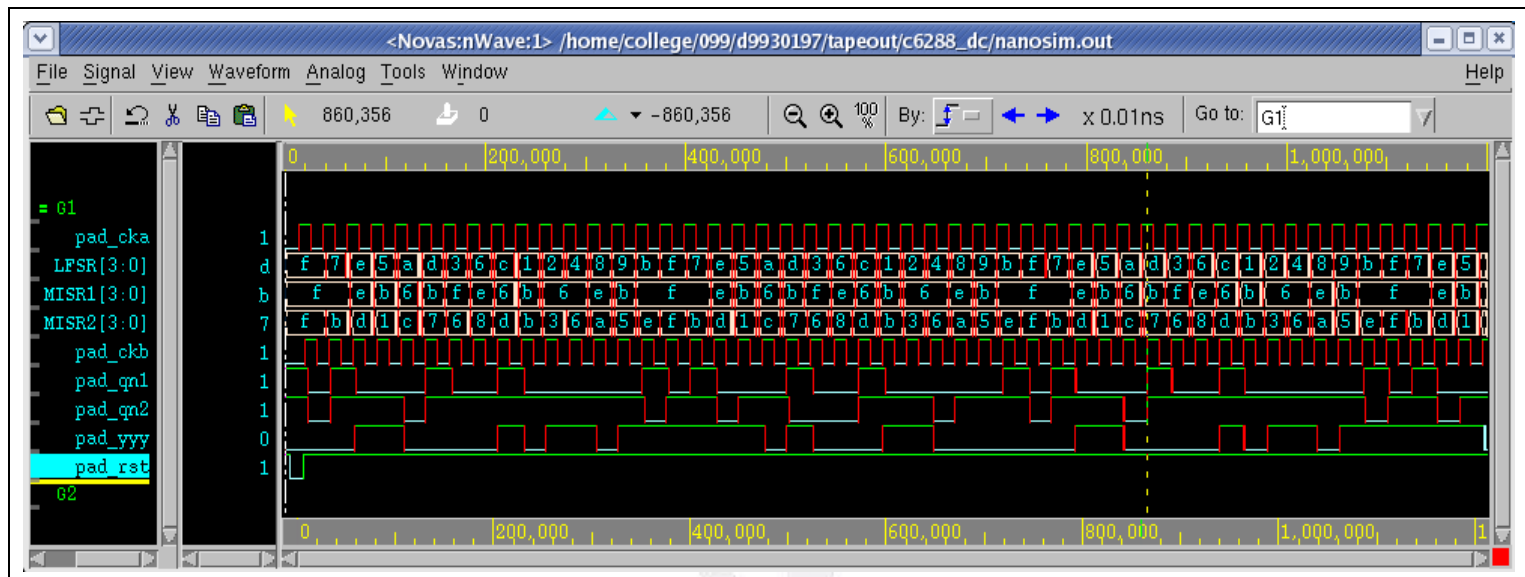 <Novas:nWave:1> /home/college/099/d9930197/tapeout/c6288_dc/nanosim.out
File Signal View Waveform Analog Tools Window Help
860,356 0 -860,356 100 % By: x 0.01ns Go to: G1
0 200,000 400,000 600,000 800,000 1,000,000
= G1
pad_cka 1
LFSR[3:0] d f 7 e 5 a d 3 6 c 1 2 4 8 9 b f 7 e 5 a d 3 6 c 1 2 4 8 9 b f 7 e 5 a d 3 6 c 1 2 4 8 9 b f 7 e 5
MISR1[3:0] b f e b 6 b f e 6 b 6 e b f e b 6 b f e 6 b 6 e b f e b 6 b f e 6 b 6 e b f e b
MISR2[3:0] 7 f b d 1 c 7 6 8 d b 3 6 a 5 e f b d 1 c 7 6 8 d b 3 6 a 5 e f b d 1 c 7 6 8 d b 3 6 a 5 e f b d 1
pad_ckb 1
pad_qn1 1
pad_qn2 1
pad_yyy 0
pad_rst 1
G2
0 200,000 400,000 600,000 800,000 1,000,000 1